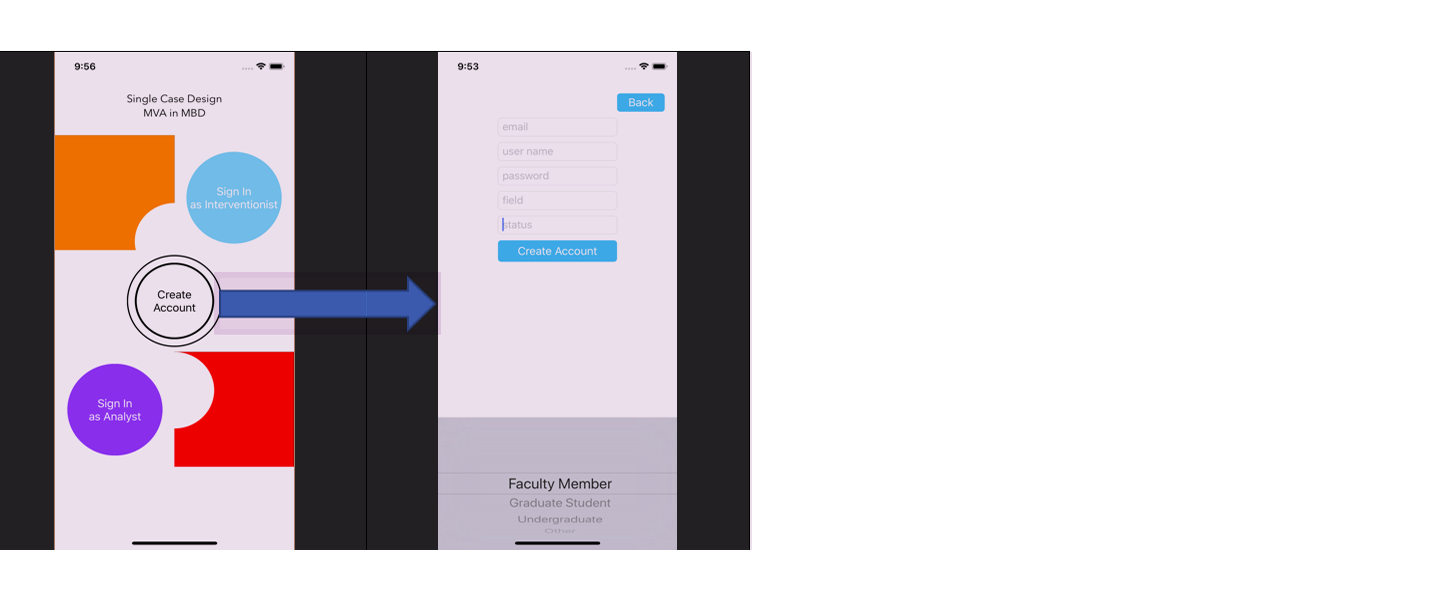 9:56
Single Case Design
MVA in MBD
Sign In
as Interventionist
Create
Account
Sign In
as Analyst
9:53
Back
email
user name
password
field
status
Create Account
Faculty Member
Graduate Student
Undergraduate
Other